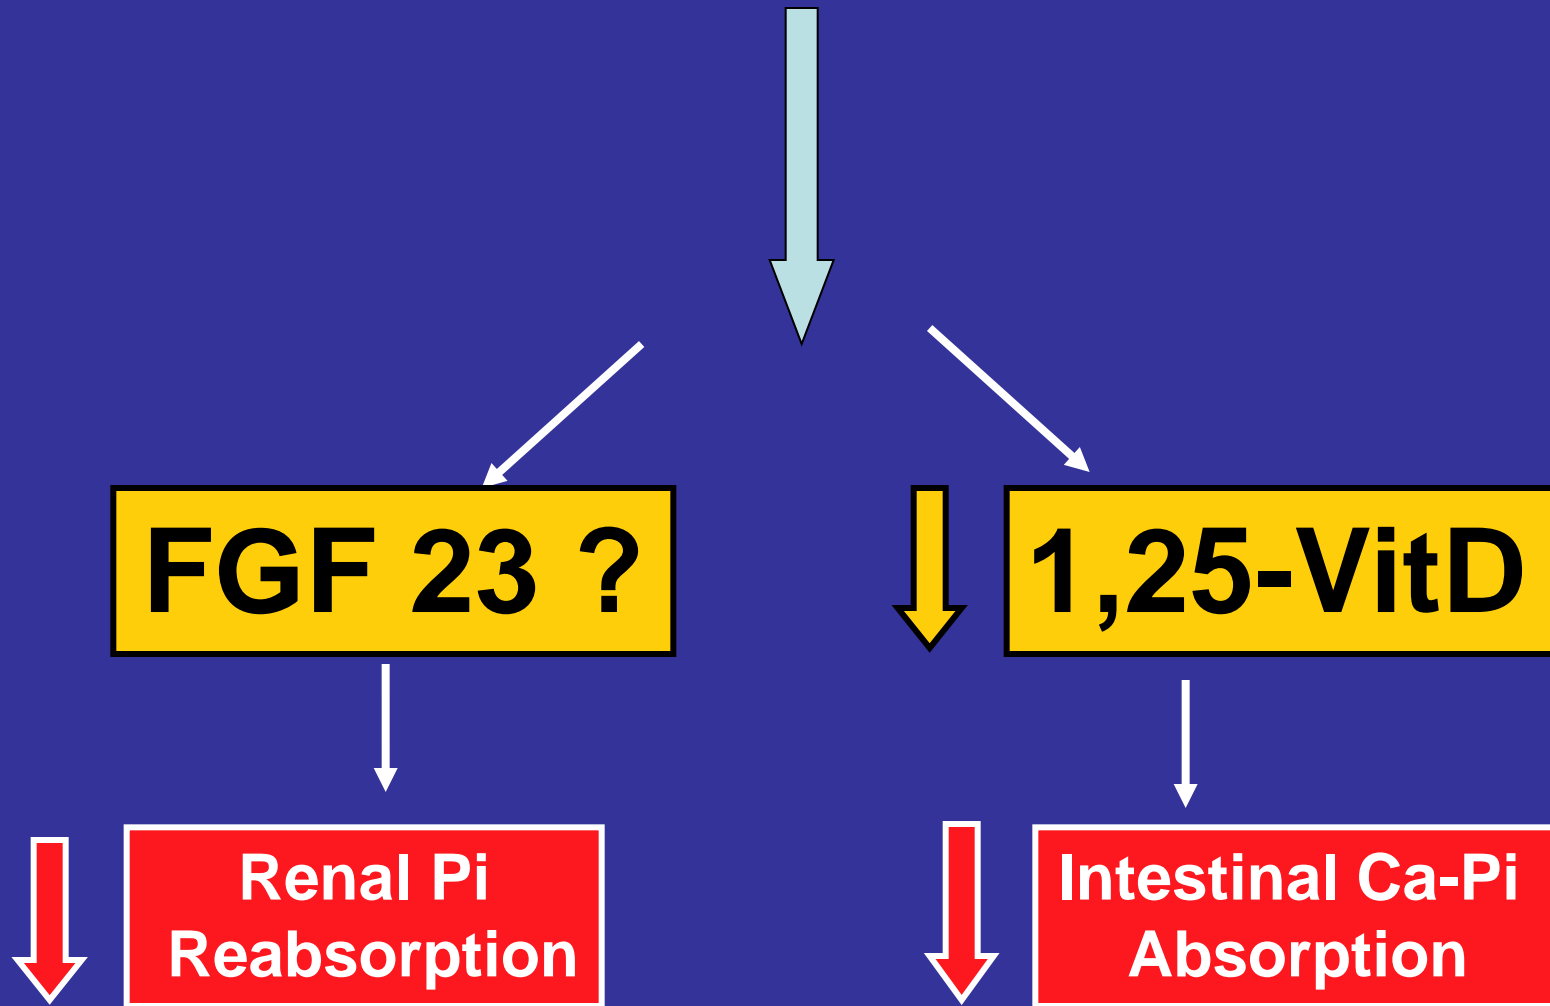 FGF 23 ?
1,25-VitD
Renal Pi
Reabsorption
Intestinal Ca-Pi
Absorption